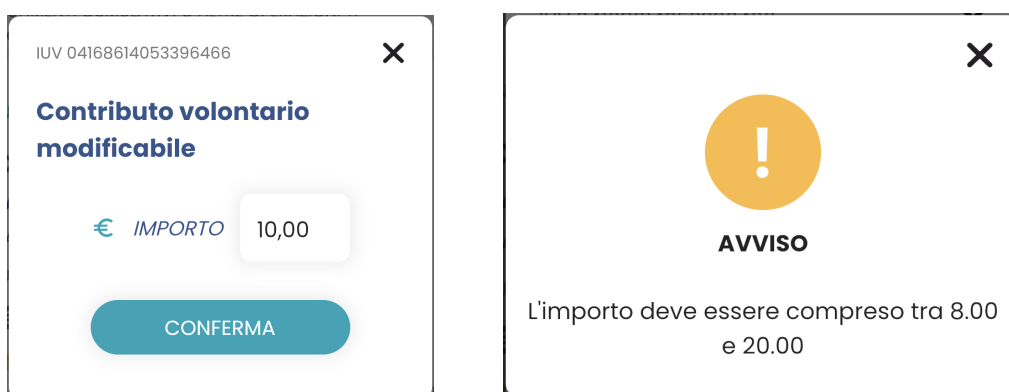 IUV 04168614053396466
Contributo volontario
modificabile
€ IMPORTO 10,00
CONFERMA
!
AVVISO
L'importo deve essere compreso tra 8.00
e 20.00